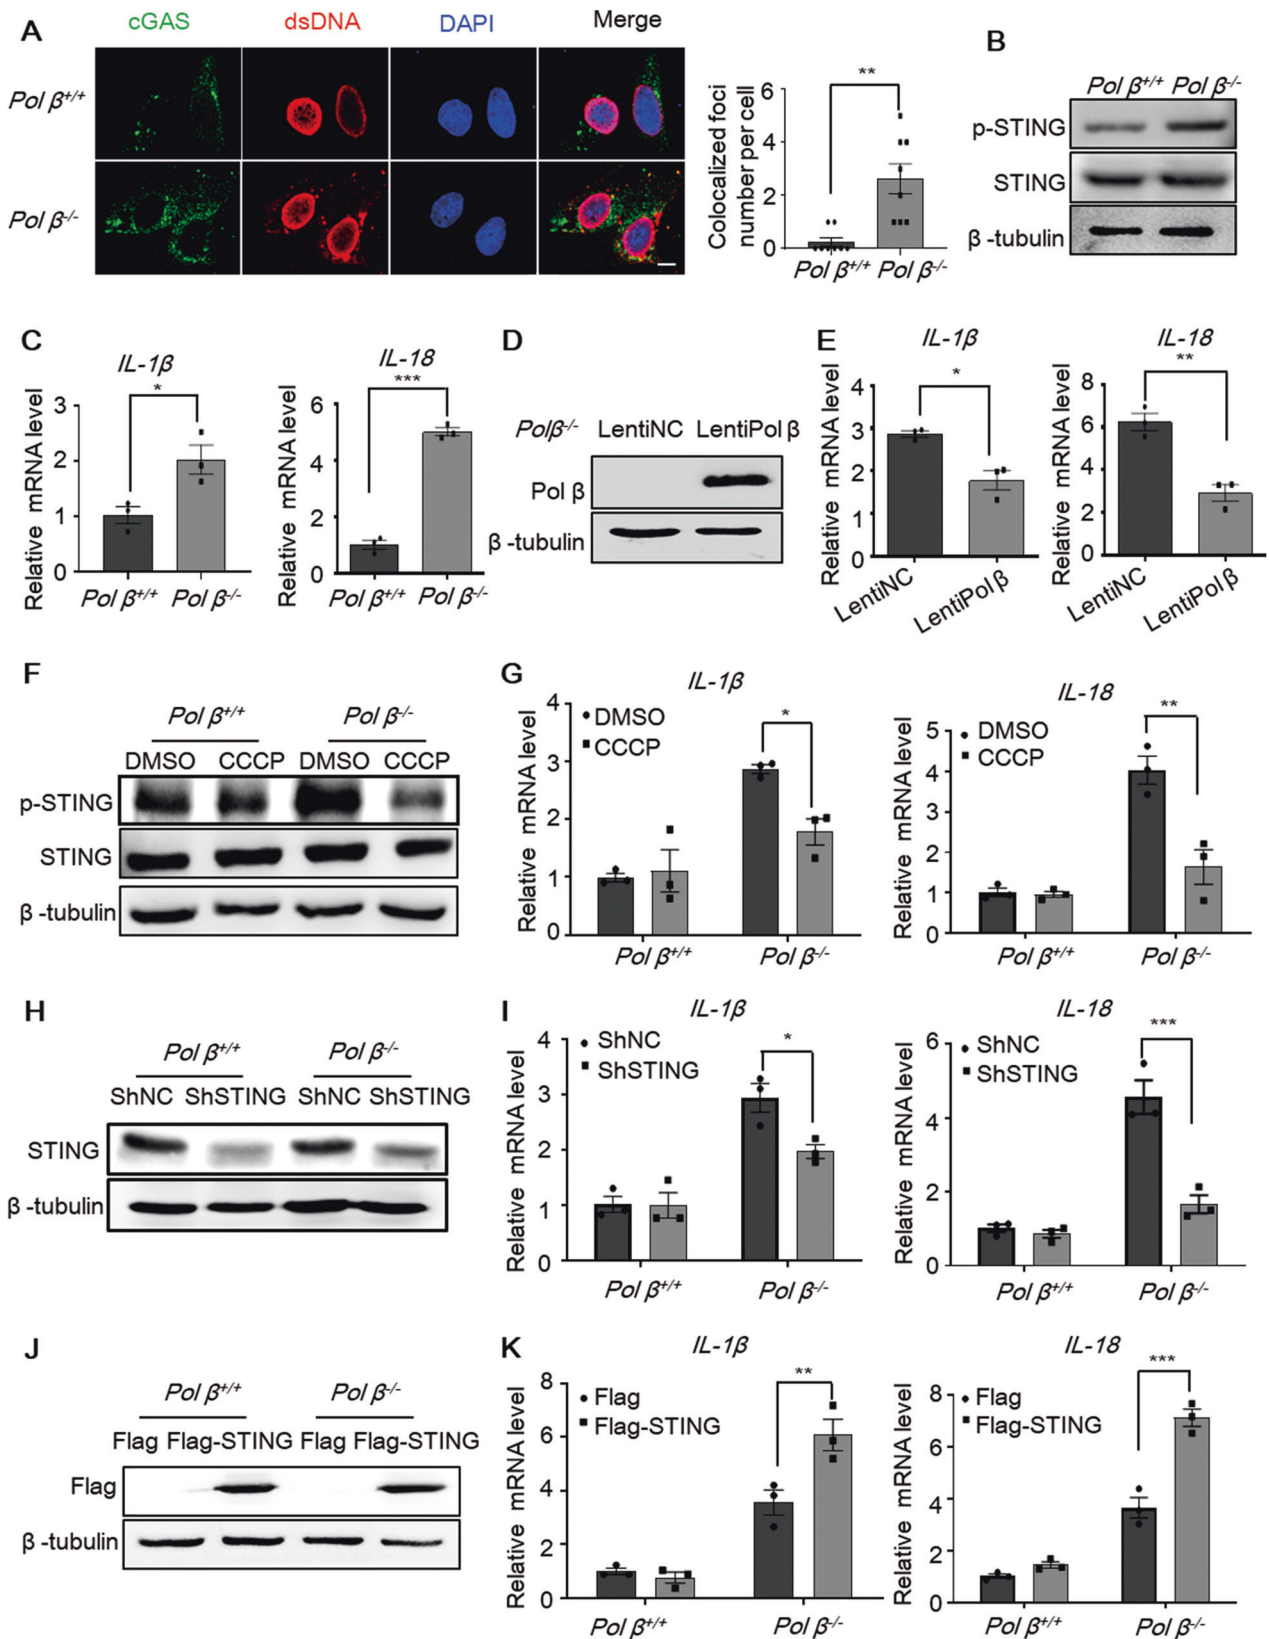 A
cGAS dsDNA DAPI Merge
Pol β+/+
Pol β-/-
Colocalized foci
number per cell
6
4
2
0
**
Pol β+/+ Pol β-/-
B
Pol β+/+ Pol β-/-
p-STING
STING
β -tubulin
C
IL-1β
Relative mRNA level
3
2
1
0
*
Pol β+/+ Pol β-/-
IL-18
Relative mRNA level
6
4
2
0
***
Pol β+/+ Pol β-/-
D
Polβ-/- LentiNC LentiPol β
Pol β
β -tubulin
E
IL-1β
Relative mRNA level
4
3
2
1
0
*
LentiNC
LentiPol β
IL-18
Relative mRNA level
8
6
4
2
0
**
LentiNC
LentiPol β
F
Pol β+/+ Pol β-/-
DMSO CCCP DMSO CCCP
p-STING
STING
β -tubulin
G
IL-1β
Relative mRNA level
4
3
2
1
0
DMSO
CCCP
*
Pol β+/+ Pol β-/-
IL-18
Relative mRNA level
5
4
3
2
1
0
DMSO
CCCP
**
Pol β+/+ Pol β-/-
H
Pol β+/+ Pol β-/-
ShNC ShSTING ShNC ShSTING
STING
β -tubulin
I
IL-1β
Relative mRNA level
4
3
2
1
0
ShNC
ShSTING
*
Pol β+/+ Pol β-/-
IL-18
Relative mRNA level
6
4
2
0
ShNC
ShSTING
***
Pol β+/+ Pol β-/-
J
Pol β+/+ Pol β-/-
Flag Flag-STING Flag Flag-STING
Flag
β -tubulin
K
IL-1β
Relative mRNA level
8
6
4
2
0
Flag
Flag-STING
**
Pol β+/+ Pol β-/-
IL-18
Relative mRNA level
8
6
4
2
0
Flag
Flag-STING
***
Pol β+/+ Pol β-/-